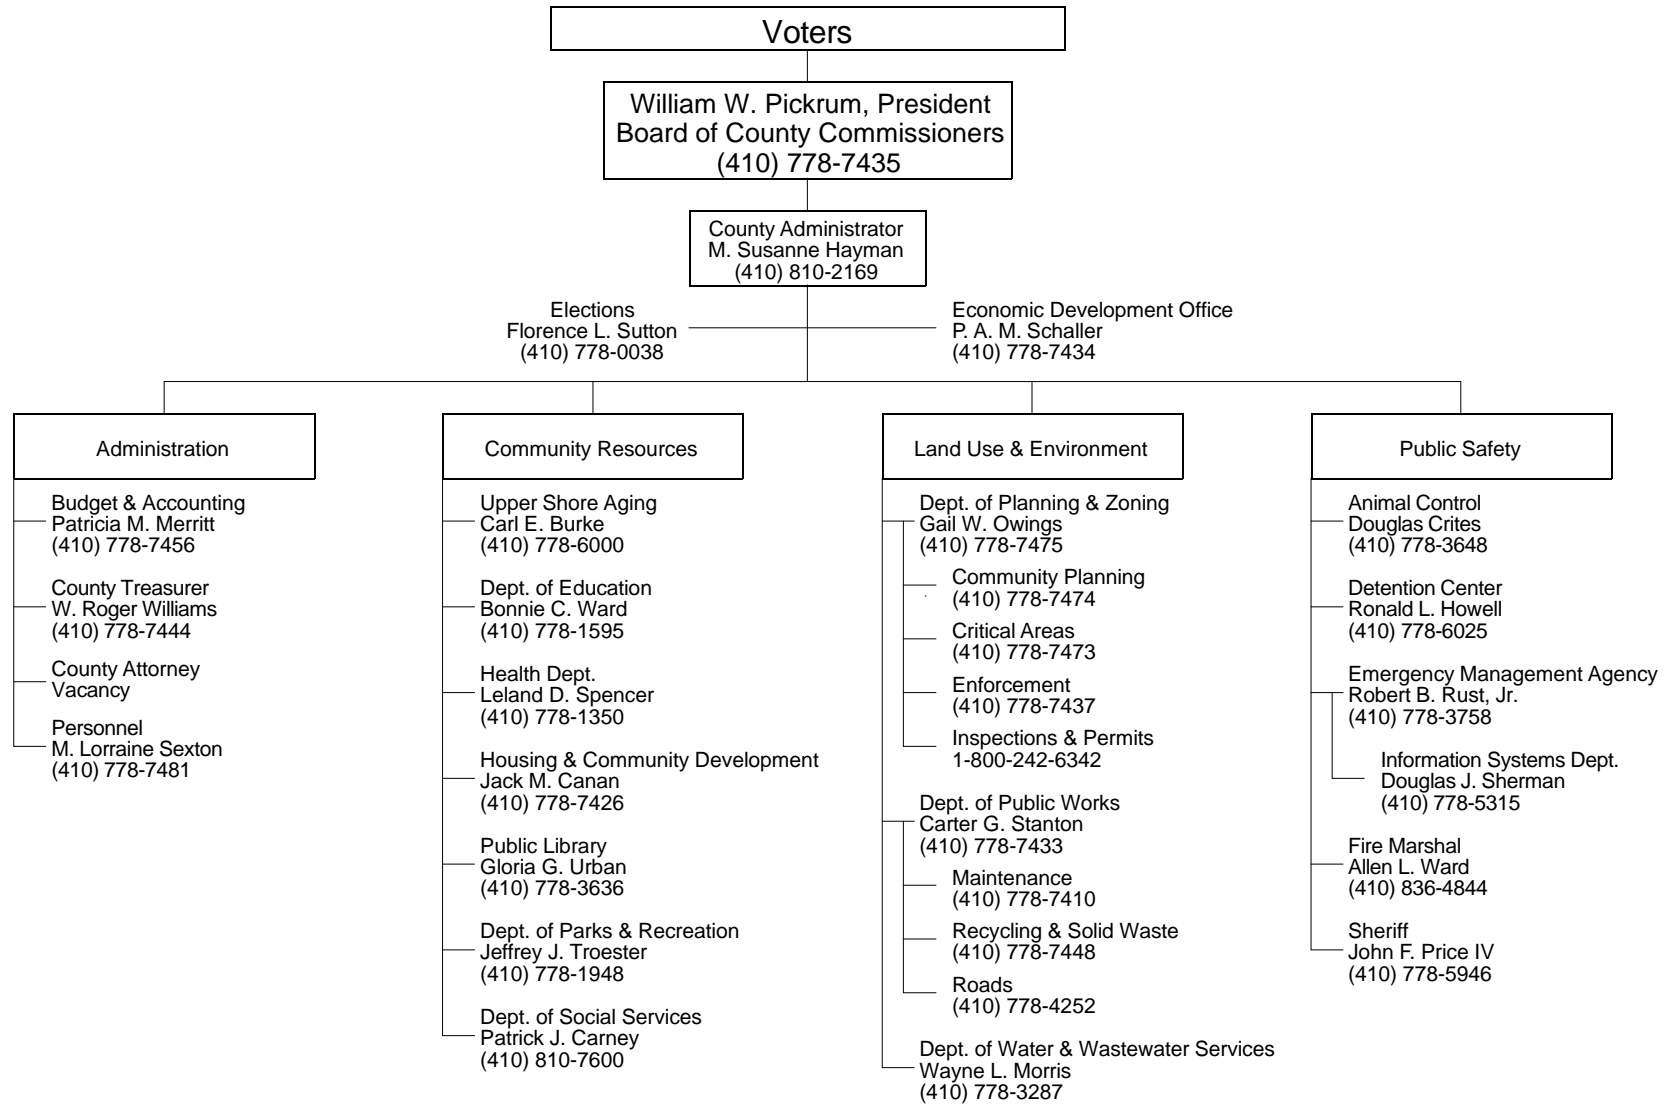 Voters
William W. Pickrum, President
Board of County Commissioners
(410) 778-7435
County Administrator
M. Susanne Hayman
(410) 810-2169
Elections
Florence L. Sutton
(410) 778-0038
Economic Development Office
P. A. M. Schaller
(410) 778-7434
Administration
Budget & Accounting
Patricia M. Merritt
(410) 778-7456
County Treasurer
W. Roger Williams
(410) 778-7444
County Attorney
Vacancy
Personnel
M. Lorraine Sexton
(410) 778-7481
Community Resources
Upper Shore Aging
Carl E. Burke
(410) 778-6000
Dept. of Education
Bonnie C. Ward
(410) 778-1595
Health Dept.
Leland D. Spencer
(410) 778-1350
Housing & Community Development
Jack M. Canan
(410) 778-7426
Public Library
Gloria G. Urban
(410) 778-3636
Dept. of Parks & Recreation
Jeffrey J. Troester
(410) 778-1948
Dept. of Social Services
Patrick J. Carney
(410) 810-7600
Land Use & Environment
Dept. of Planning & Zoning
Gail W. Owings
(410) 778-7475
Community Planning
(410) 778-7474
Critical Areas
(410) 778-7473
Enforcement
(410) 778-7437
Inspections & Permits
1-800-242-6342
Dept. of Public Works
Carter G. Stanton
(410) 778-7433
Maintenance
(410) 778-7410
Recycling & Solid Waste
(410) 778-7448
Roads
(410) 778-4252
Dept. of Water & Wastewater Services
Wayne L. Morris
(410) 778-3287
Public Safety
Animal Control
Douglas Crites
(410) 778-3648
Detention Center
Ronald L. Howell
(410) 778-6025
Emergency Management Agency
Robert B. Rust, Jr.
(410) 778-3758
Information Systems Dept.
Douglas J. Sherman
(410) 778-5315
Fire Marshal
Allen L. Ward
(410) 836-4844
Sheriff
John F. Price IV
(410) 778-5946